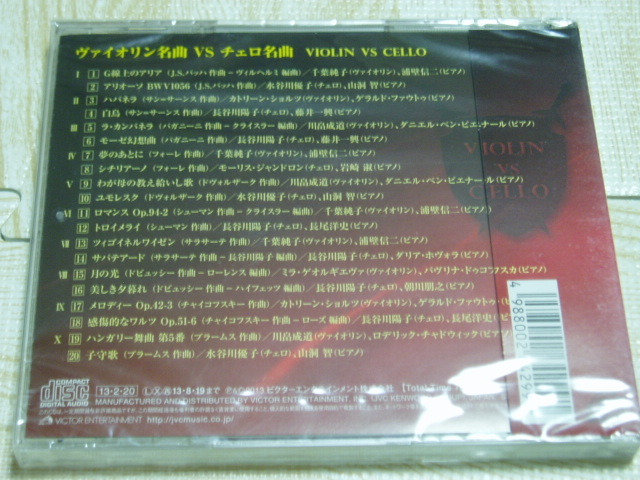 ヴァイオリン名曲 VS チェロ名曲 VIOLIN VS CELLO
I 1 G線上のアリア (J.S.バッハ 作曲-ヴィルヘルミ 編曲) / 千葉純子(ヴァイオリン)、浦壁信二(ピアノ)
2 アリオーソ BWV1056 (J.S.バッハ 作曲) / 水谷川優子(チェロ)、山洞 智(ピアノ)
II 3 ハバネラ (サン=サーンス 作曲) / カトリーン・ショルツ(ヴァイオリン)、ゲラルド・ファウトゥ(ピアノ)
4 白鳥 (サン=サーンス 作曲) / 長谷川陽子(チェロ)、藤井一興(ピアノ)
III 5 ラ・カンパネラ (パガニーニ 作曲-クライスラー 編曲) / 川畠成道(ヴァイオリン)、ダニエル・ベン・ピエナール(ピアノ)
6 モーゼ幻想曲 (パガニーニ 作曲) / 長谷川陽子(チェロ)、藤井一興(ピアノ)
IV 7 夢のあとに (フォーレ 作曲) / 千葉純子(ヴァイオリン)、浦壁信二(ピアノ)
8 シチリアーノ (フォーレ 作曲) / モーリス・ジャンドロン(チェロ)、岩崎 淑(ピアノ)
V 9 わが母の教え給いし歌 (ドヴォルザーク 作曲) / 川畠成道(ヴァイオリン)、ダニエル・ベン・ピエナール(ピアノ)
10 ユモレスク (ドヴォルザーク 作曲) / 水谷川優子(チェロ)、山洞 智(ピアノ)
VI 11 ロマンス Op.94-2 (シューマン 作曲-クライスラー 編曲) / 千葉純子(ヴァイオリン)、浦壁信二(ピアノ)
12 トロイメライ (シューマン 作曲) / 長谷川陽子(チェロ)、長尾洋史(ピアノ)
VII 13 ツィゴイネルワイゼン (サラサーテ 作曲) / 千葉純子(ヴァイオリン)、浦壁信二(ピアノ)
14 サパテアード (サラサーテ 作曲) / 長谷川陽子(チェロ)、ダリア・ホヴォラ(ピアノ)
VIII 15 月の光 (ドビュッシー 作曲-ローレンス 編曲) / ミラ・ゲオルギエヴァ(ヴァイオリン)、パヴリナ・ドゥコフスカ(ピアノ)
16 美しき夕暮れ (ドビュッシー 作曲-ハイフェッツ 編曲) / 長谷川陽子(チェロ)、朝川朋之(ピアノ)
IX 17 メロディー Op.42-3 (チャイコフスキー 作曲) / カトリーン・ショルツ(ヴァイオリン)、ゲラルド・ファウトゥ(ピアノ)
18 感傷的なワルツ Op.51-6 (チャイコフスキー 作曲-ローズ 編曲) / 長谷川陽子(チェロ)、長尾洋史(ピアノ)
X 19 ハンガリー舞曲 第5番 (ブラームス 作曲) / 川畠成道(ヴァイオリン)、ロデリック・チャドウィック(ピアノ)
20 子守歌 (ブラームス 作曲) / 水谷川優子(チェロ)、山洞 智(ピアノ)
VIOLIN
VS
CELLO
COMPACT
disc
DIGITAL AUDIO
13・2・20
13・8・19まで
2013 ビクターエンタテインメント株式会社
MANUFACTURED AND DISTRIBUTED BY VICTOR ENTERTAINMENT,
VICTOR ENTERTAINMENT http://jvcmusic.co.jp/